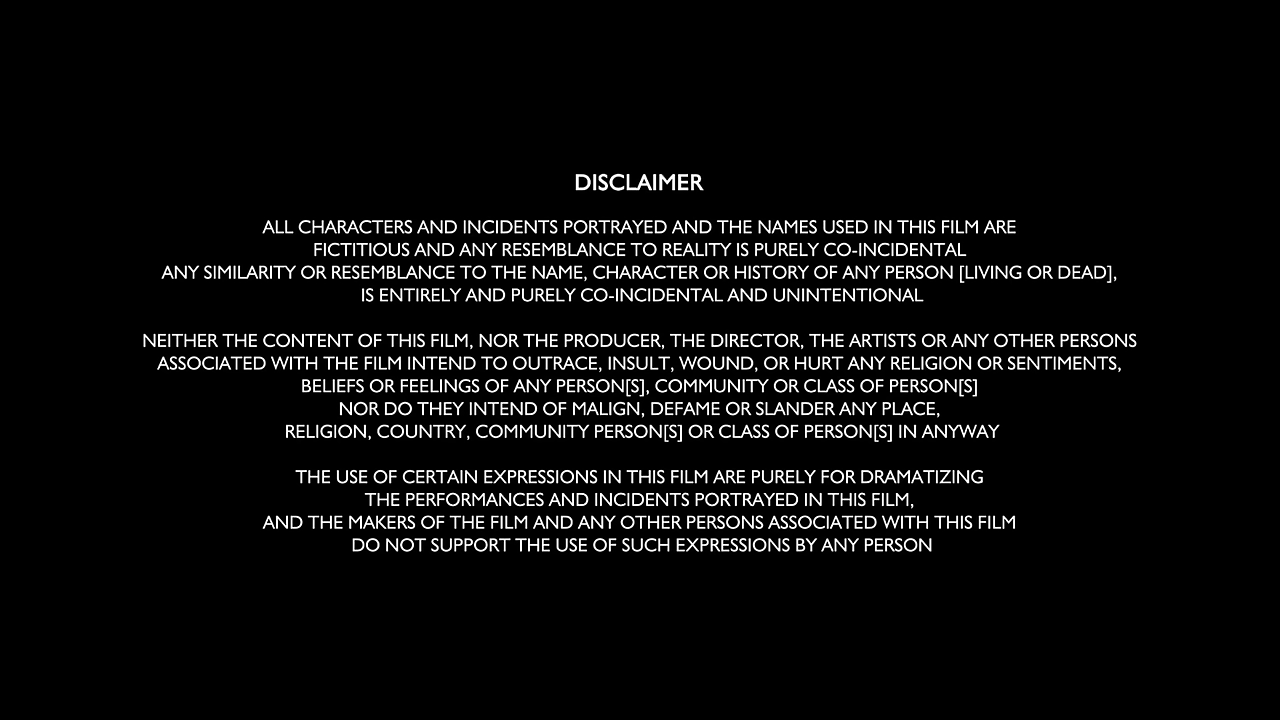 DISCLAIMER
ALL CHARACTERS AND INCIDENTS PORTRAYED AND THE NAMES USED IN THIS FILM ARE
FICTITIOUS AND ANY RESEMBLANCE TO REALITY IS PURELY CO-INCIDENTAL
ANY SIMILARITY OR RESEMBLANCE TO THE NAME, CHARACTER OR HISTORY OF ANY PERSON [LIVING OR DEAD],
IS ENTIRELY AND PURELY CO-INCIDENTAL AND UNINTENTIONAL
NEITHER THE CONTENT OF THIS FILM, NOR THE PRODUCER, THE DIRECTOR, THE ARTISTS OR ANY OTHER PERSONS
ASSOCIATED WITH THE FILM INTEND TO OUTRACE, INSULT, WOUND, OR HURT ANY RELIGION OR SENTIMENTS,
BELIEFS OR FEELINGS OF ANY PERSON[S], COMMUNITY OR CLASS OF PERSON[S]
NOR DO THEY INTEND OF MALIGN, DEFAME OR SLANDER ANY PLACE,
RELIGION, COUNTRY, COMMUNITY PERSON[S] OR CLASS OF PERSON[S] IN ANYWAY
THE USE OF CERTAIN EXPRESSIONS IN THIS FILM ARE PURELY FOR DRAMATIZING
THE PERFORMANCES AND INCIDENTS PORTRAYED IN THIS FILM,
AND THE MAKERS OF THE FILM AND ANY OTHER PERSONS ASSOCIATED WITH THIS FILM
DO NOT SUPPORT THE USE OF SUCH EXPRESSIONS BY ANY PERSON